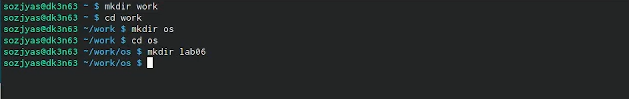 sozjyas@dk3n63 ~ $ mkdir work
sozjyas@dk3n63 ~ $ cd work
sozjyas@dk3n63 ~/work $ mkdir os
sozjyas@dk3n63 ~/work $ cd os
sozjyas@dk3n63 ~/work/os $ mkdir lab06
sozjyas@dk3n63 ~/work/os $